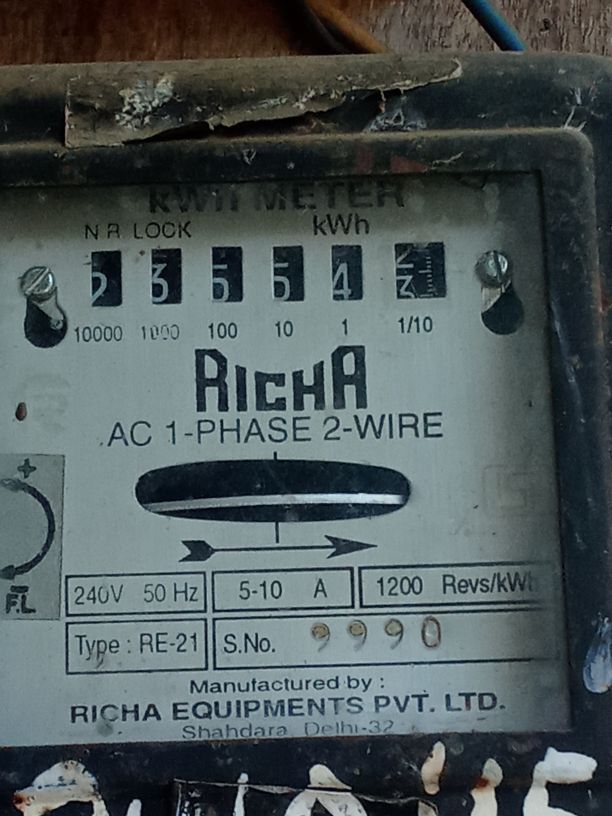 kWh METER
N R LOCK kWh
2 3 5 5 4 3
10000 1000 100 10 1 1/10
RICHA
AC 1-PHASE 2-WIRE
+
-
F.L
240V 50 Hz 5-10 A 1200 Revs/kWh
Type : RE-21 S.No. 9990
Manufactured by :
RICHA EQUIPMENTS PVT. LTD.
Shahdara Delhi-32